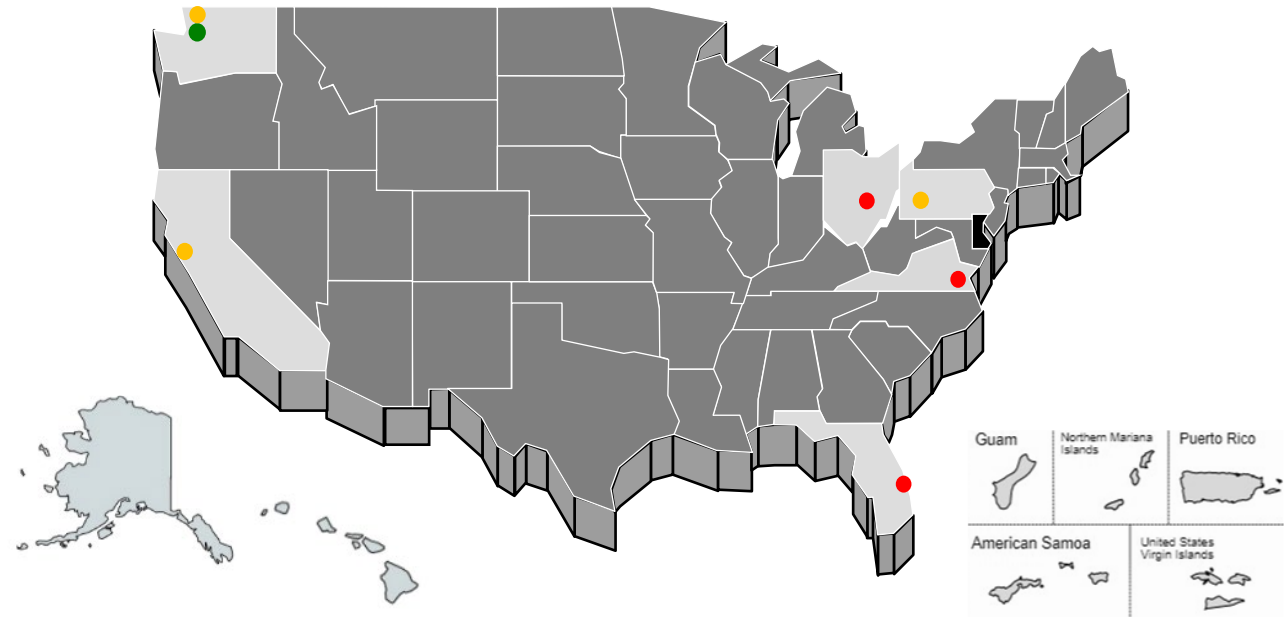 Guam
Northern Mariana
Islands
Puerto Rico
American Samoa
United States
Virgin Islands